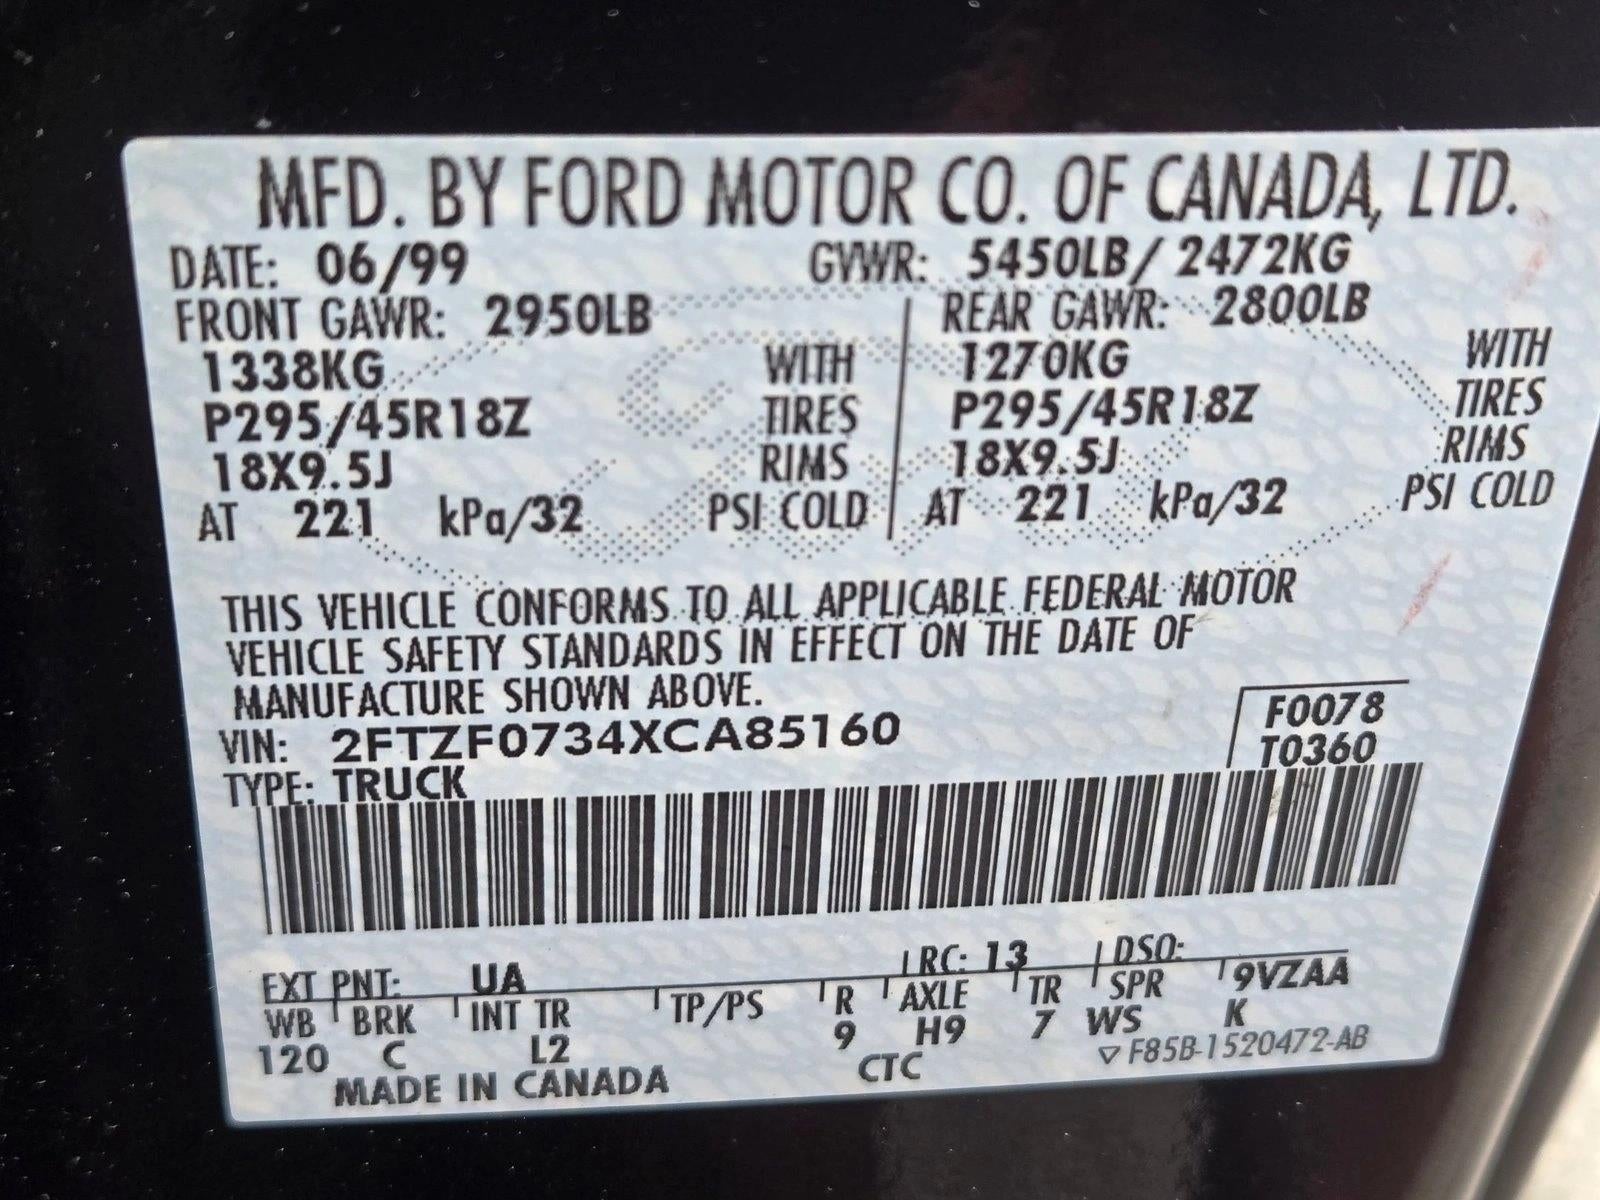 MFD. BY FORD MOTOR CO. OF CANADA, LTD.
DATE: 06/99 GVWR: 5450LB/2472KG
FRONT GAWR: 2950LB REAR GAWR: 2800LB
1338KG WITH 1270KG WITH
P295/45R18Z TIRES P295/45R18Z TIRES
18X9.5J RIMS 18X9.5J RIMS
AT 221 kPa/32 PSI COLD AT 221 kPa/32 PSI COLD
THIS VEHICLE CONFORMS TO ALL APPLICABLE FEDERAL MOTOR
VEHICLE SAFETY STANDARDS IN EFFECT ON THE DATE OF
MANUFACTURE SHOWN ABOVE.
VIN: 2FTZF0734XCA85160 F0078
TYPE: TRUCK T0360
EXT PNT: UA RC: 13 DSO:
WB BRK INT TR TP/PS R AXLE TR SPR 9VZAA
120 C L2 9 H9 7 WS K
MADE IN CANADA CTC ▽ F85B-1520472-AB